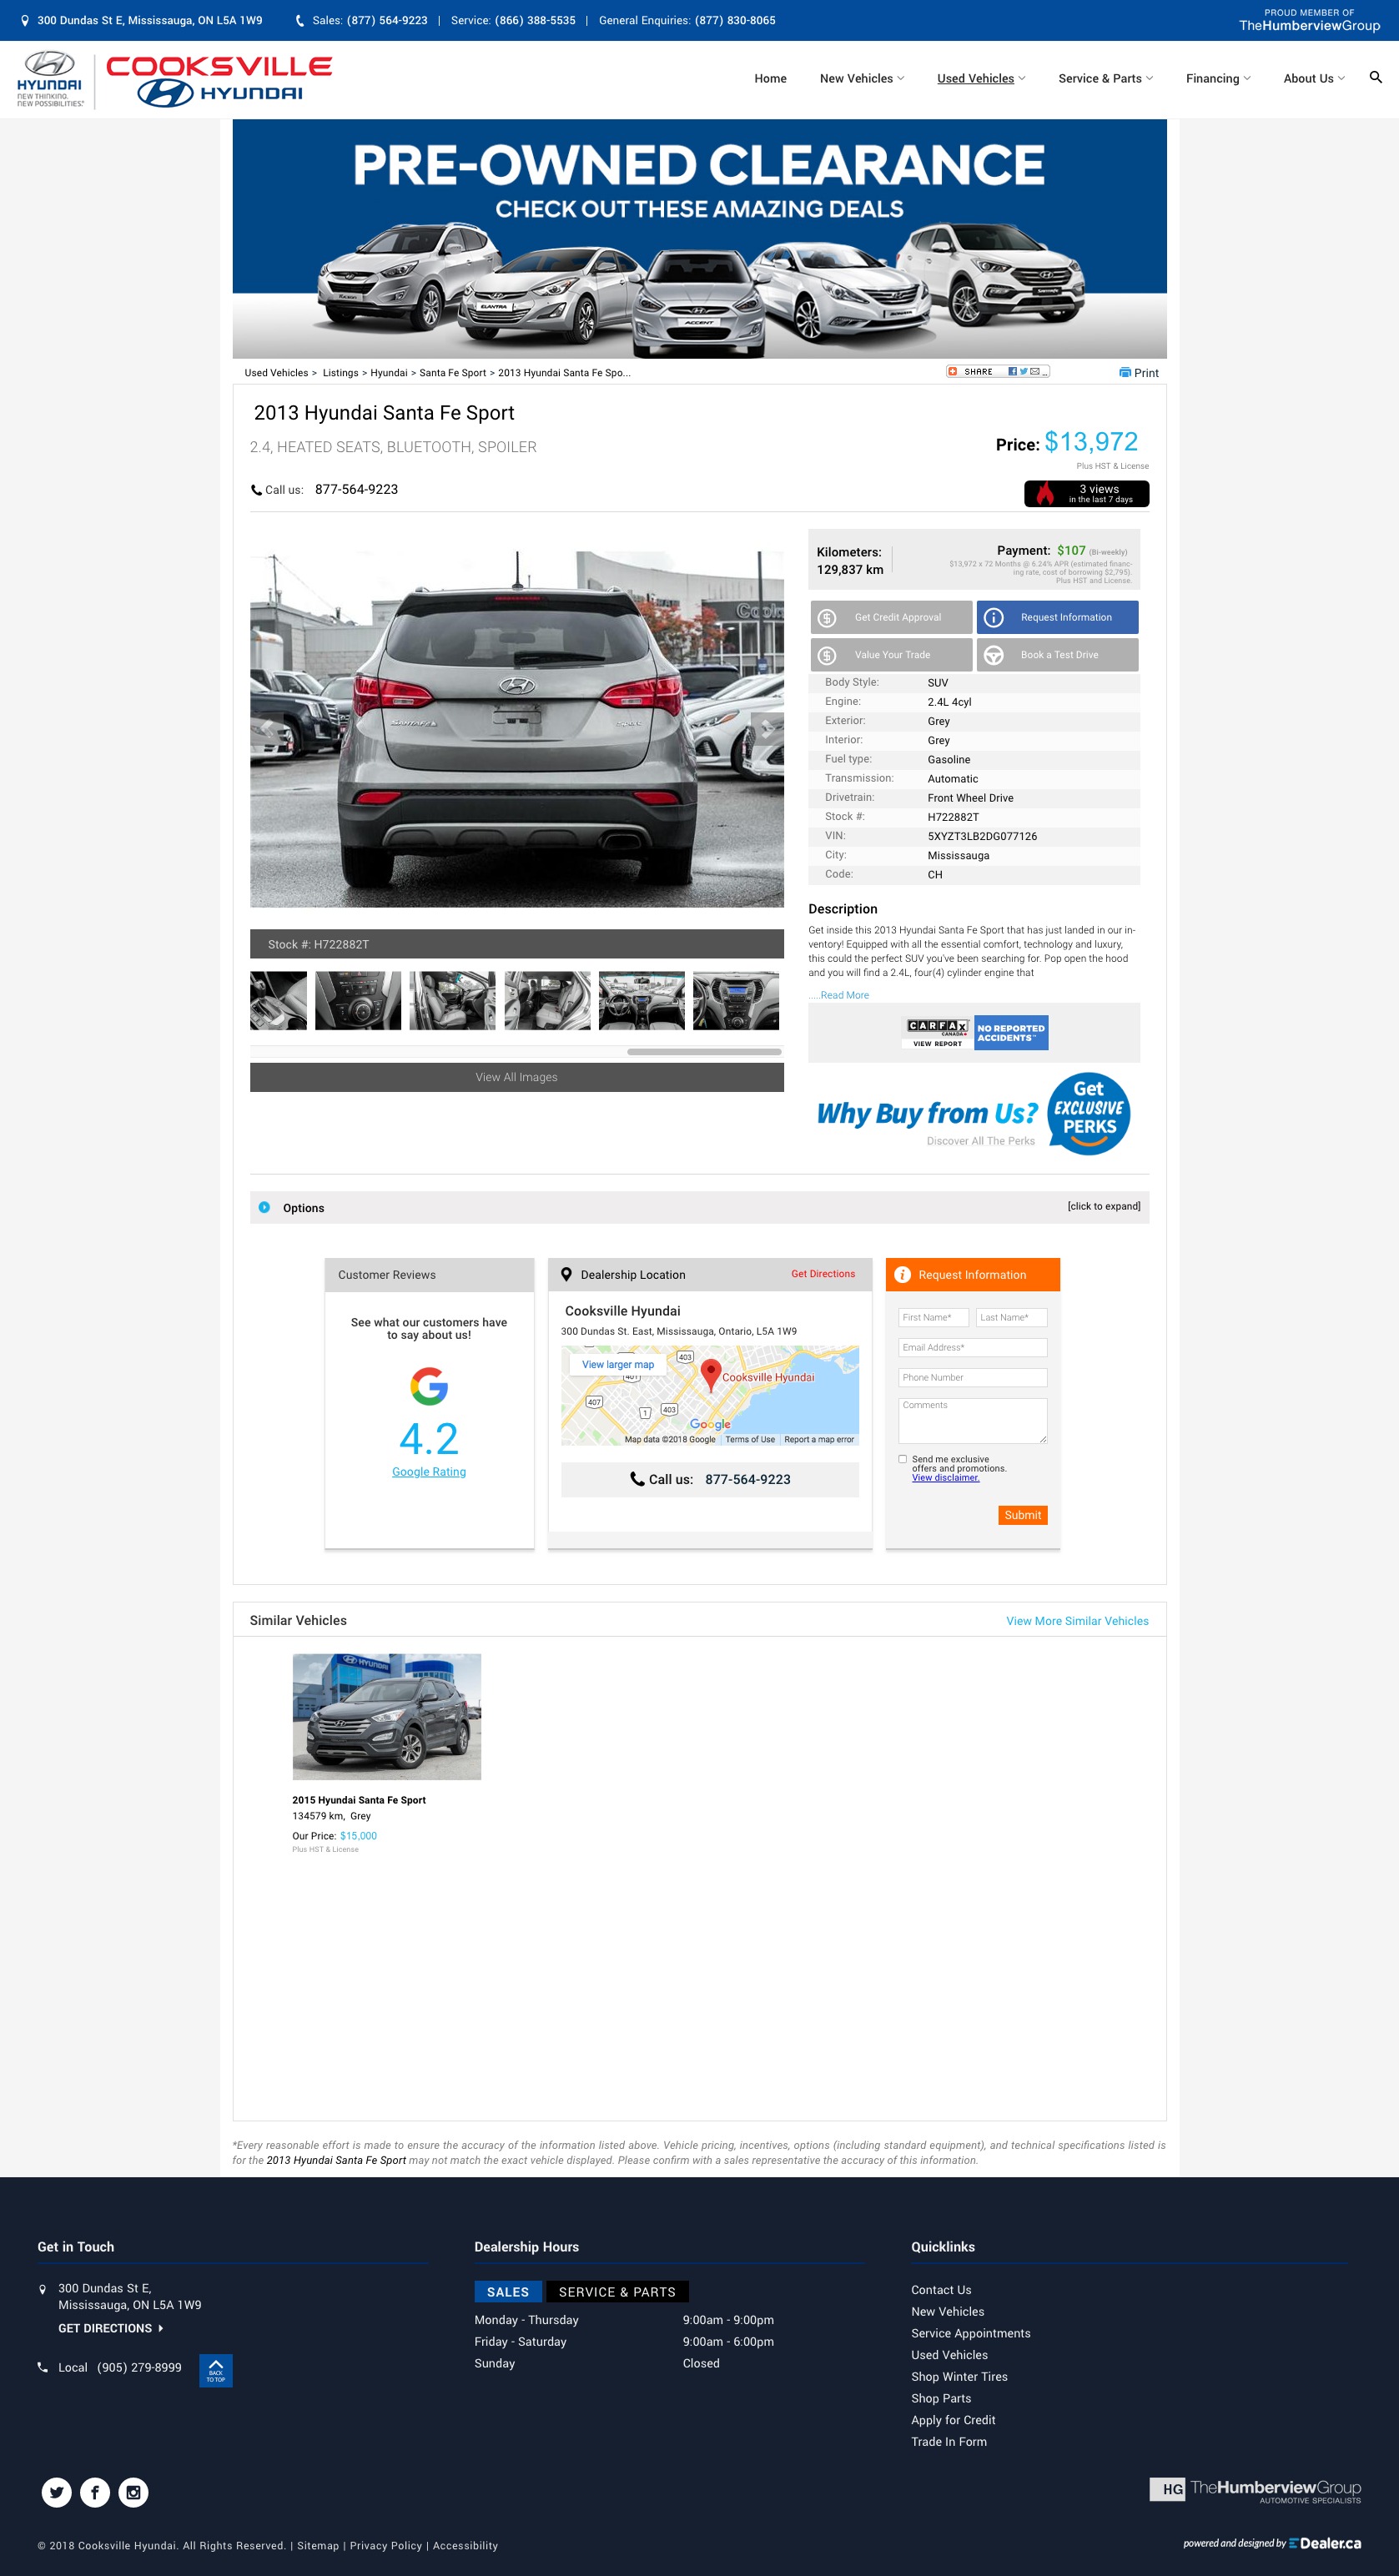 300 Dundas St E, Mississauga, ON L5A 1W9
Sales: (877) 564-9223 | Service: (866) 388-5535 | General Enquiries: (877) 830-8065
PROUD MEMBER OF
TheHumberviewGroup
HYUNDAI
NEW THINKING.
NEW POSSIBILITIES.
COOKSVILLE
HYUNDAI
Home
New Vehicles
Used Vehicles
Service & Parts
Financing
About Us
PRE-OWNED CLEARANCE
CHECK OUT THESE AMAZING DEALS
ELANTRA
ACCENT
Used Vehicles > Listings > Hyundai > Santa Fe Sport > 2013 Hyundai Santa Fe Spo...
SHARE
Print
2013 Hyundai Santa Fe Sport
2.4, HEATED SEATS, BLUETOOTH, SPOILER
Price: $13,972
Plus HST & License
Call us: 877-564-9223
3 views
in the last 7 days
SANTA FE
Sport
Kilometers:
129,837 km
Payment: $107 (Bi-weekly)
$13,972 x 72 Months @ 6.24% APR (estimated financ-
ing rate, cost of borrowing $2,795).
Plus HST and License.
Get Credit Approval
Request Information
Value Your Trade
Book a Test Drive
Body Style: SUV
Engine: 2.4L 4cyl
Exterior: Grey
Interior: Grey
Fuel type: Gasoline
Transmission: Automatic
Drivetrain: Front Wheel Drive
Stock #: H722882T
VIN: 5XYZT3LB2DG077126
City: Mississauga
Code: CH
Stock #: H722882T
View All Images
Description
Get inside this 2013 Hyundai Santa Fe Sport that has just landed in our in-
ventory! Equipped with all the essential comfort, technology and luxury,
this could the perfect SUV you've been searching for. Pop open the hood
and you will find a 2.4L, four(4) cylinder engine that
.....Read More
CARFAX
CANADA
VIEW REPORT
NO REPORTED
ACCIDENTS™
Why Buy from Us?
Discover All The Perks
Get
EXCLUSIVE
PERKS
Options
[click to expand]
Customer Reviews
See what our customers have
to say about us!
4.2
Google Rating
Dealership Location
Get Directions
Cooksville Hyundai
300 Dundas St. East, Mississauga, Ontario, L5A 1W9
View larger map
403
401
407
1
403
Cooksville Hyundai
Google
Map data ©2018 Google
Terms of Use
Report a map error
Call us: 877-564-9223
Request Information
First Name*
Last Name*
Email Address*
Phone Number
Comments
Send me exclusive
offers and promotions.
View disclaimer.
Submit
Similar Vehicles
View More Similar Vehicles
HYUNDAI
2015 Hyundai Santa Fe Sport
134579 km, Grey
Our Price: $15,000
Plus HST & License
*Every reasonable effort is made to ensure the accuracy of the information listed above. Vehicle pricing, incentives, options (including standard equipment), and technical specifications listed is
for the 2013 Hyundai Santa Fe Sport may not match the exact vehicle displayed. Please confirm with a sales representative the accuracy of this information.
Get in Touch
300 Dundas St E,
Mississauga, ON L5A 1W9
GET DIRECTIONS
Local (905) 279-8999
BACK
TO TOP
Dealership Hours
SALES
SERVICE & PARTS
Monday - Thursday 9:00am - 9:00pm
Friday - Saturday 9:00am - 6:00pm
Sunday Closed
Quicklinks
Contact Us
New Vehicles
Service Appointments
Used Vehicles
Shop Winter Tires
Shop Parts
Apply for Credit
Trade In Form
HG TheHumberviewGroup
AUTOMOTIVE SPECIALISTS
© 2018 Cooksville Hyundai. All Rights Reserved. | Sitemap | Privacy Policy | Accessibility
powered and designed by EDealer.ca